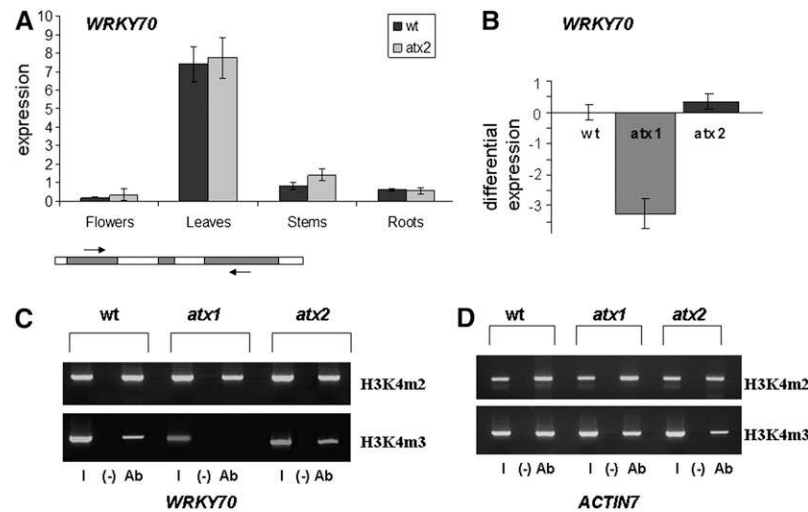 A
WRKY70
wt
atx2
expression
10
9
8
7
6
5
4
3
2
1
0
Flowers
Leaves
Stems
Roots
B
WRKY70
differential
expression
1
0
-1
-2
-3
wt
atx1
atx2
C
wt
atx1
atx2
H3K4m2
H3K4m3
I (-) Ab I (-) Ab I (-) Ab
WRKY70
D
wt
atx1
atx2
H3K4m2
H3K4m3
I (-) Ab I (-) Ab I (-) Ab
ACTIN7